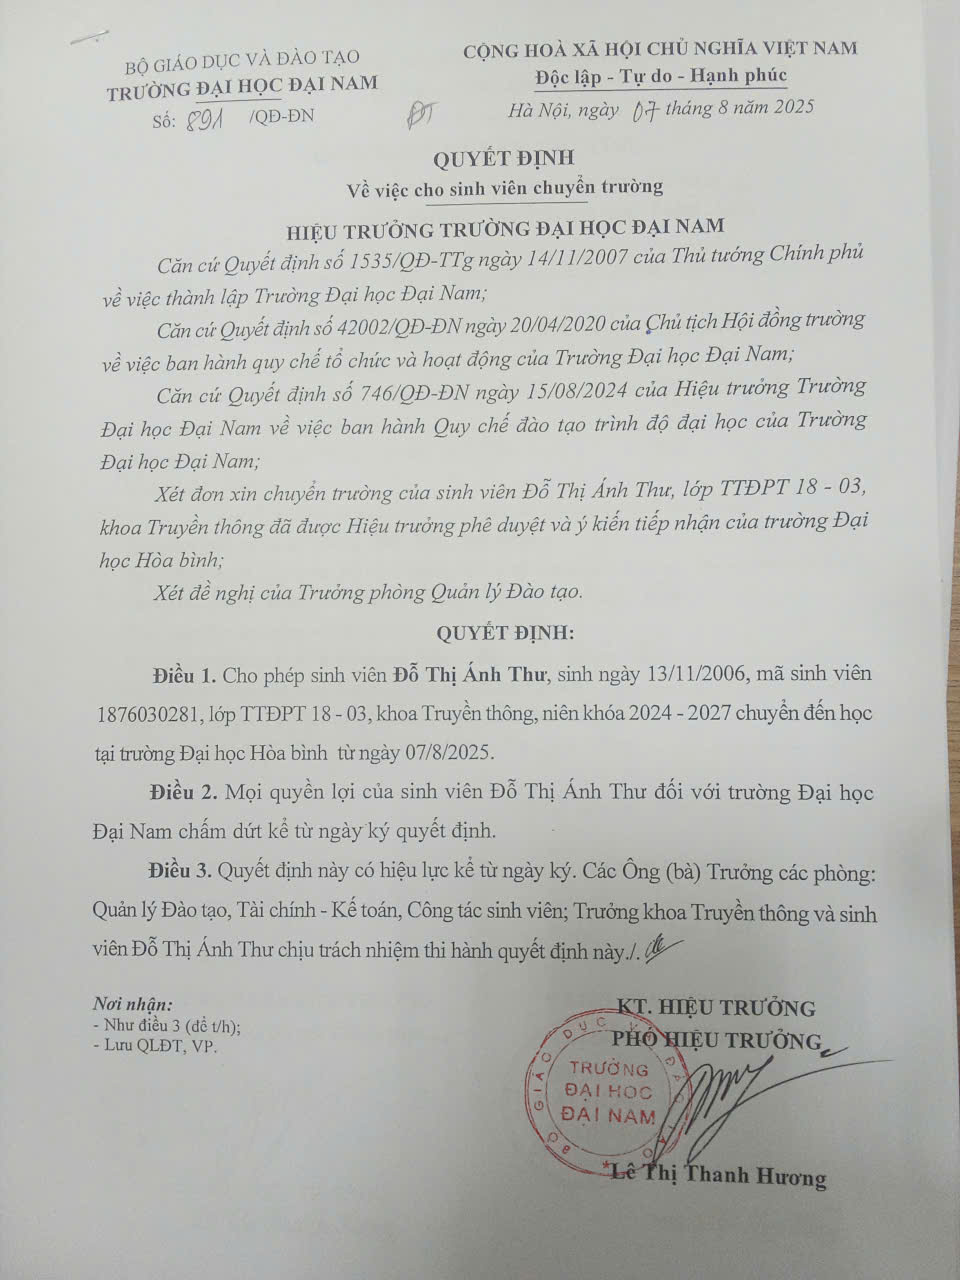 BỘ GIÁO DỤC VÀ ĐÀO TẠO
TRƯỜNG ĐẠI HỌC ĐẠI NAM
Số: 891 /QĐ-ĐN
ĐT
CỘNG HOÀ XÃ HỘI CHỦ NGHĨA VIỆT NAM
Độc lập - Tự do - Hạnh phúc
Hà Nội, ngày 07 tháng 8 năm 2025
QUYẾT ĐỊNH
Về việc cho sinh viên chuyển trường
HIỆU TRƯỞNG TRƯỜNG ĐẠI HỌC ĐẠI NAM
Căn cứ Quyết định số 1535/QĐ-TTg ngày 14/11/2007 của Thủ tướng Chính phủ
về việc thành lập Trường Đại học Đại Nam;
Căn cứ Quyết định số 42002/QĐ-ĐN ngày 20/04/2020 của Chủ tịch Hội đồng trường
về việc ban hành quy chế tổ chức và hoạt động của Trường Đại học Đại Nam;
Căn cứ Quyết định số 746/QĐ-ĐN ngày 15/08/2024 của Hiệu trưởng Trường
Đại học Đại Nam về việc ban hành Quy chế đào tạo trình độ đại học của Trường
Đại học Đại Nam;
Xét đơn xin chuyển trường của sinh viên Đỗ Thị Ánh Thư, lớp TTĐPT 18 - 03,
khoa Truyền thông đã được Hiệu trưởng phê duyệt và ý kiến tiếp nhận của trường Đại
học Hòa bình;
Xét đề nghị của Trưởng phòng Quản lý Đào tạo.
QUYẾT ĐỊNH:
Điều 1. Cho phép sinh viên Đỗ Thị Ánh Thư, sinh ngày 13/11/2006, mã sinh viên
1876030281, lớp TTĐPT 18 - 03, khoa Truyền thông, niên khóa 2024 - 2027 chuyển đến học
tại trường Đại học Hòa bình từ ngày 07/8/2025.
Điều 2. Mọi quyền lợi của sinh viên Đỗ Thị Ánh Thư đối với trường Đại học
Đại Nam chấm dứt kể từ ngày ký quyết định.
Điều 3. Quyết định này có hiệu lực kể từ ngày ký. Các Ông (bà) Trưởng các phòng:
Quản lý Đào tạo, Tài chính - Kế toán, Công tác sinh viên; Trưởng khoa Truyền thông và sinh
viên Đỗ Thị Ánh Thư chịu trách nhiệm thi hành quyết định này./.
Nơi nhận:
- Như điều 3 (để t/h);
- Lưu QLĐT, VP.
KT. HIỆU TRƯỞNG
PHÓ HIỆU TRƯỞNG
BỘ GIÁO DỤC VÀ ĐÀO TẠO
TRƯỜNG
ĐẠI HỌC
ĐẠI NAM
Lê Thị Thanh Hương